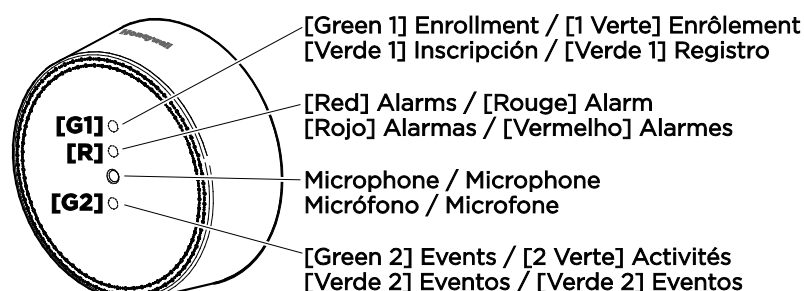 Honeywell
[Green 1] Enrollment / [1 Verte] Enrôlement
[Verde 1] Inscripción / [Verde 1] Registro
[G1]
[Red] Alarms / [Rouge] Alarm
[Rojo] Alarmas / [Vermelho] Alarmes
[R]
Microphone / Microphone
Micrófono / Microfone
[G2]
[Green 2] Events / [2 Verte] Activités
[Verde 2] Eventos / [Verde 2] Eventos